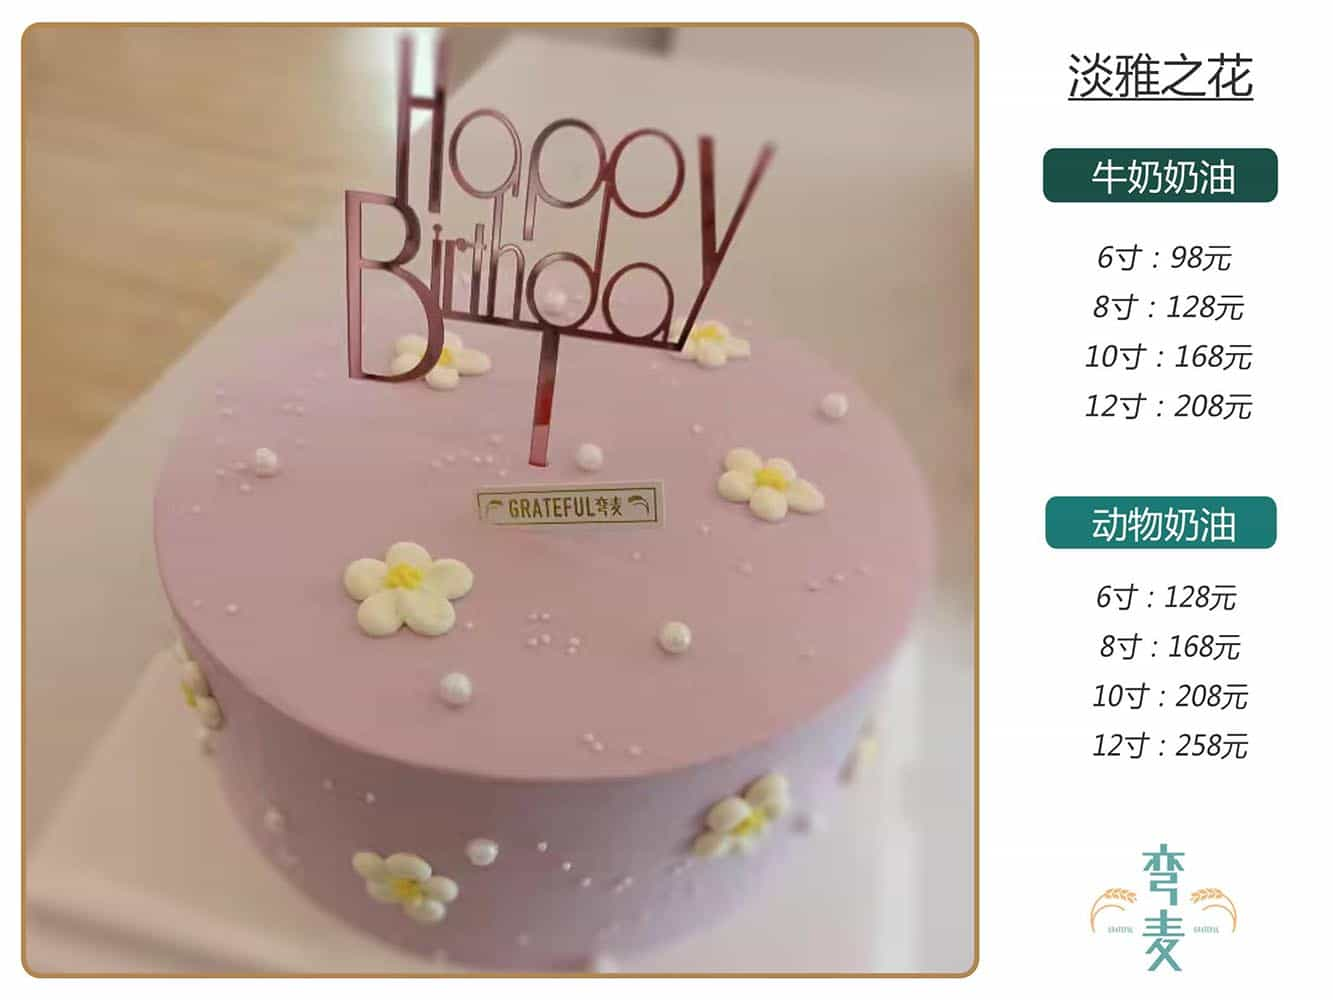 Happy
Birthday
GRATEFUL弯麦
淡雅之花
牛奶奶油
6寸：98元
8寸：128元
10寸：168元
12寸：208元
动物奶油
6寸：128元
8寸：168元
10寸：208元
12寸：258元
弯麦
GRATEFUL GRATEFUL